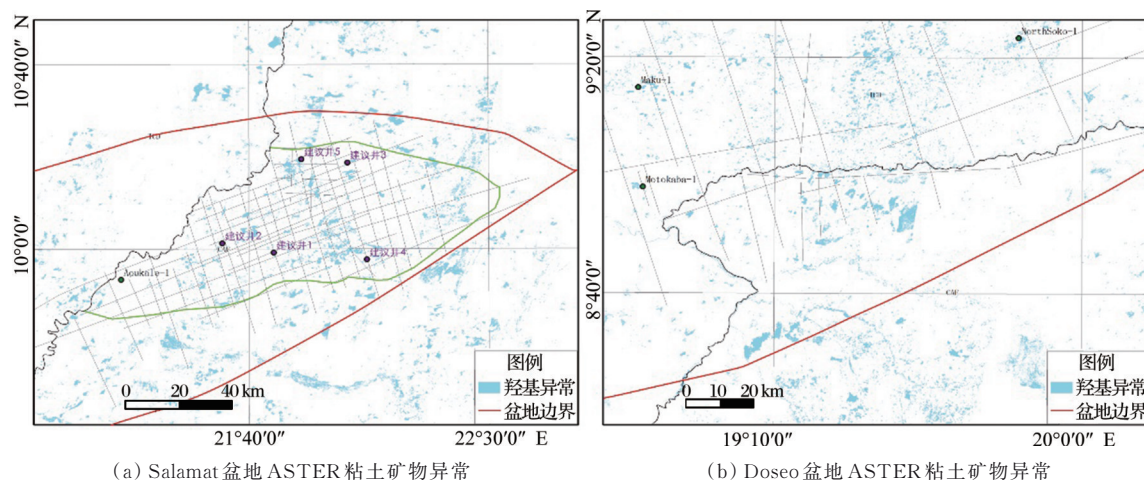 N
10°40′0″
10°0′0″
TCD
建议井5
建议井3
建议井2
CAF
建议井1
建议井4
图例
羟基异常
盆地边界
0 20 40 km
21°40′0″
22°30′0″ E
(a) Salamat盆地ASTER粘土矿物异常
N
9°20′0″
8°40′0″
NorthSoko-1
Maku-1
TCD
Motokaba-1
CAF
图例
羟基异常
盆地边界
0 10 20 km
19°10′0″
20°0′0″ E
(b) Doseo盆地ASTER粘土矿物异常